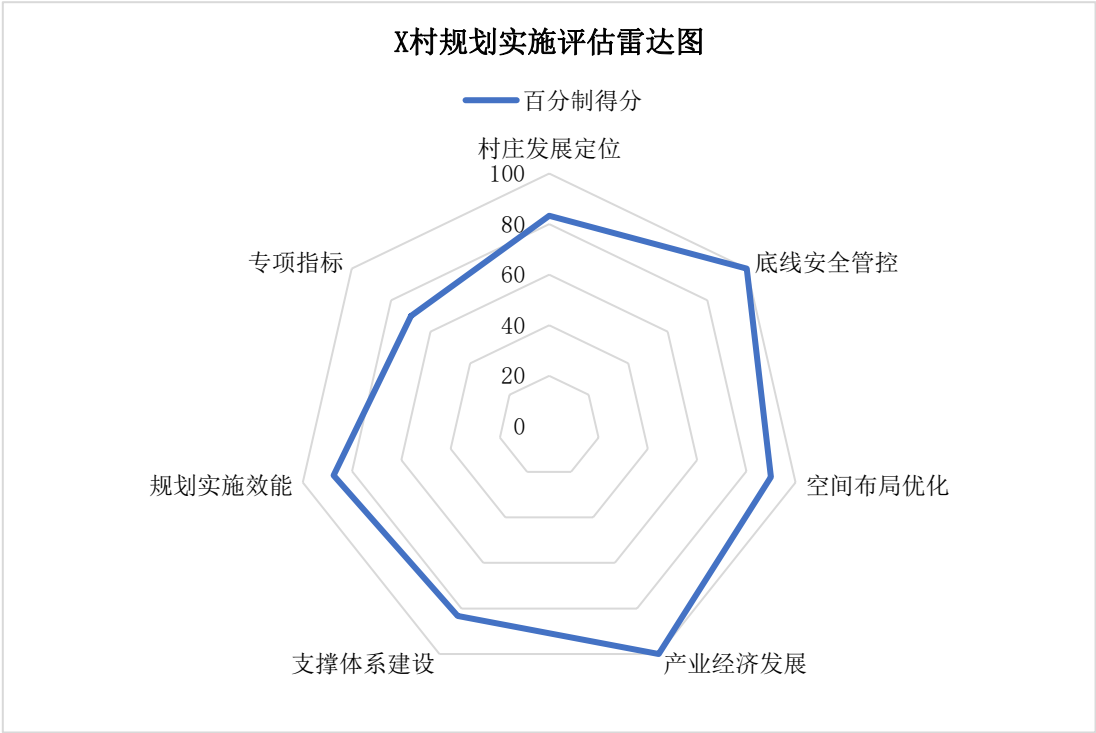 X村规划实施评估雷达图
百分制得分
村庄发展定位
100
80
60
40
20
0
专项指标
底线安全管控
规划实施效能
空间布局优化
支撑体系建设
产业经济发展